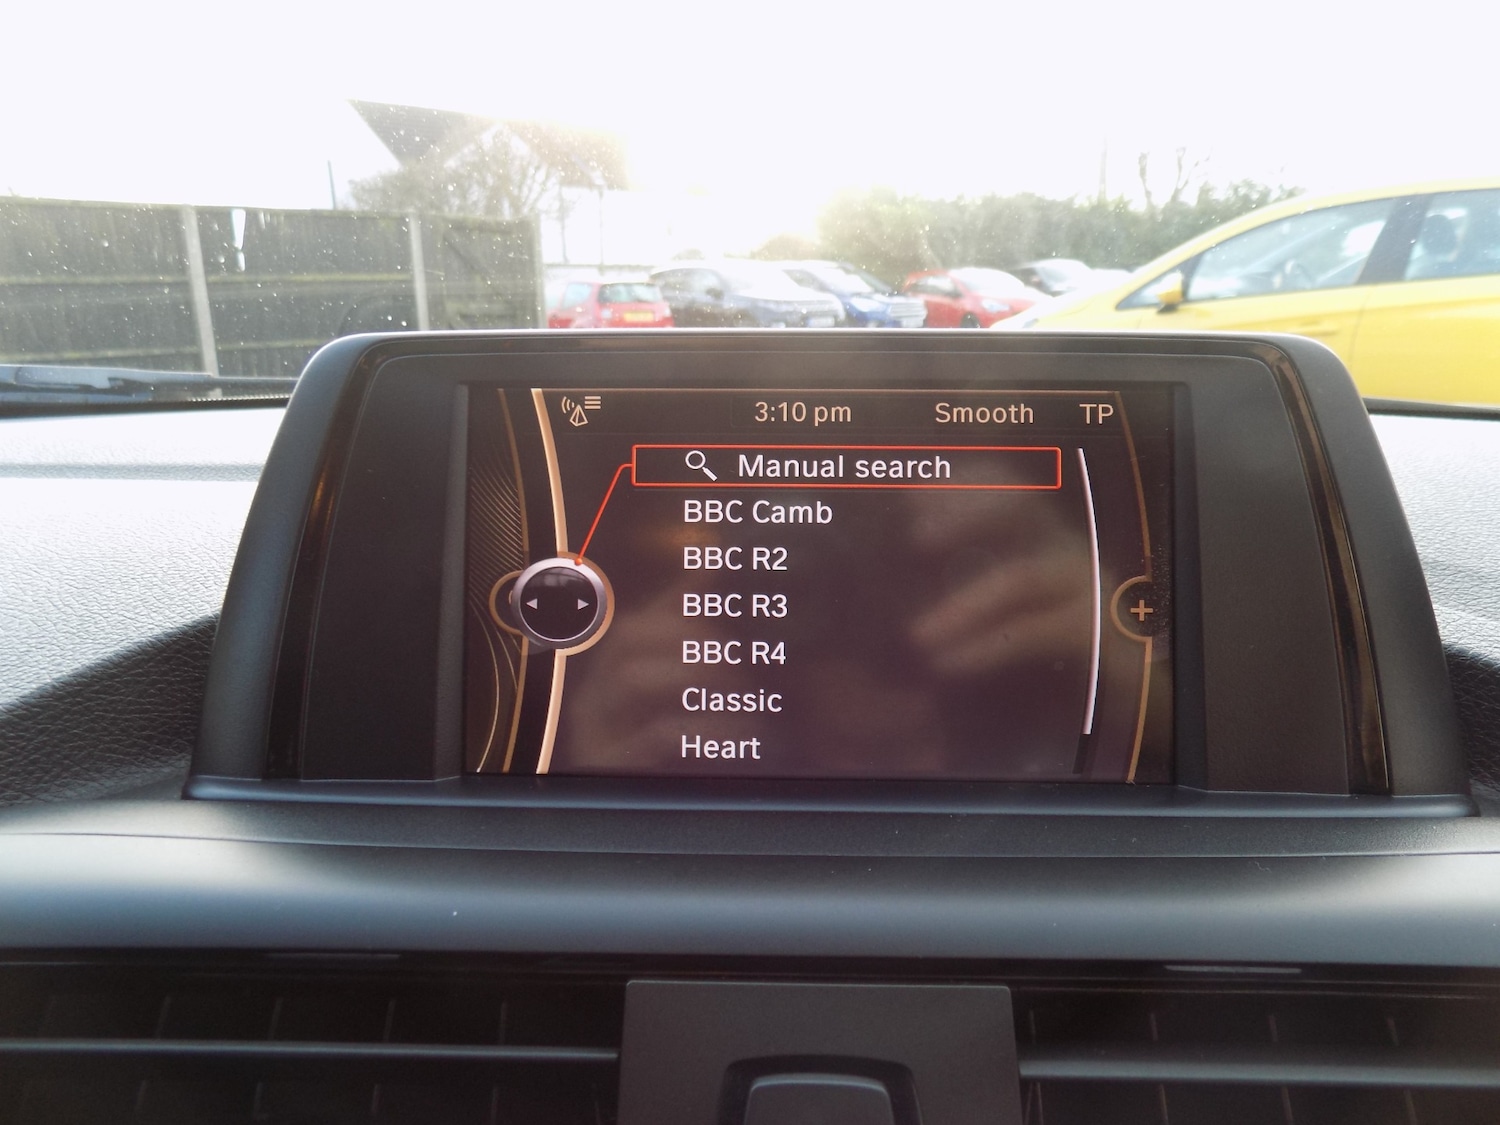 3:10 pm Smooth TP
Manual search
BBC Camb
BBC R2
BBC R3
BBC R4
Classic
Heart